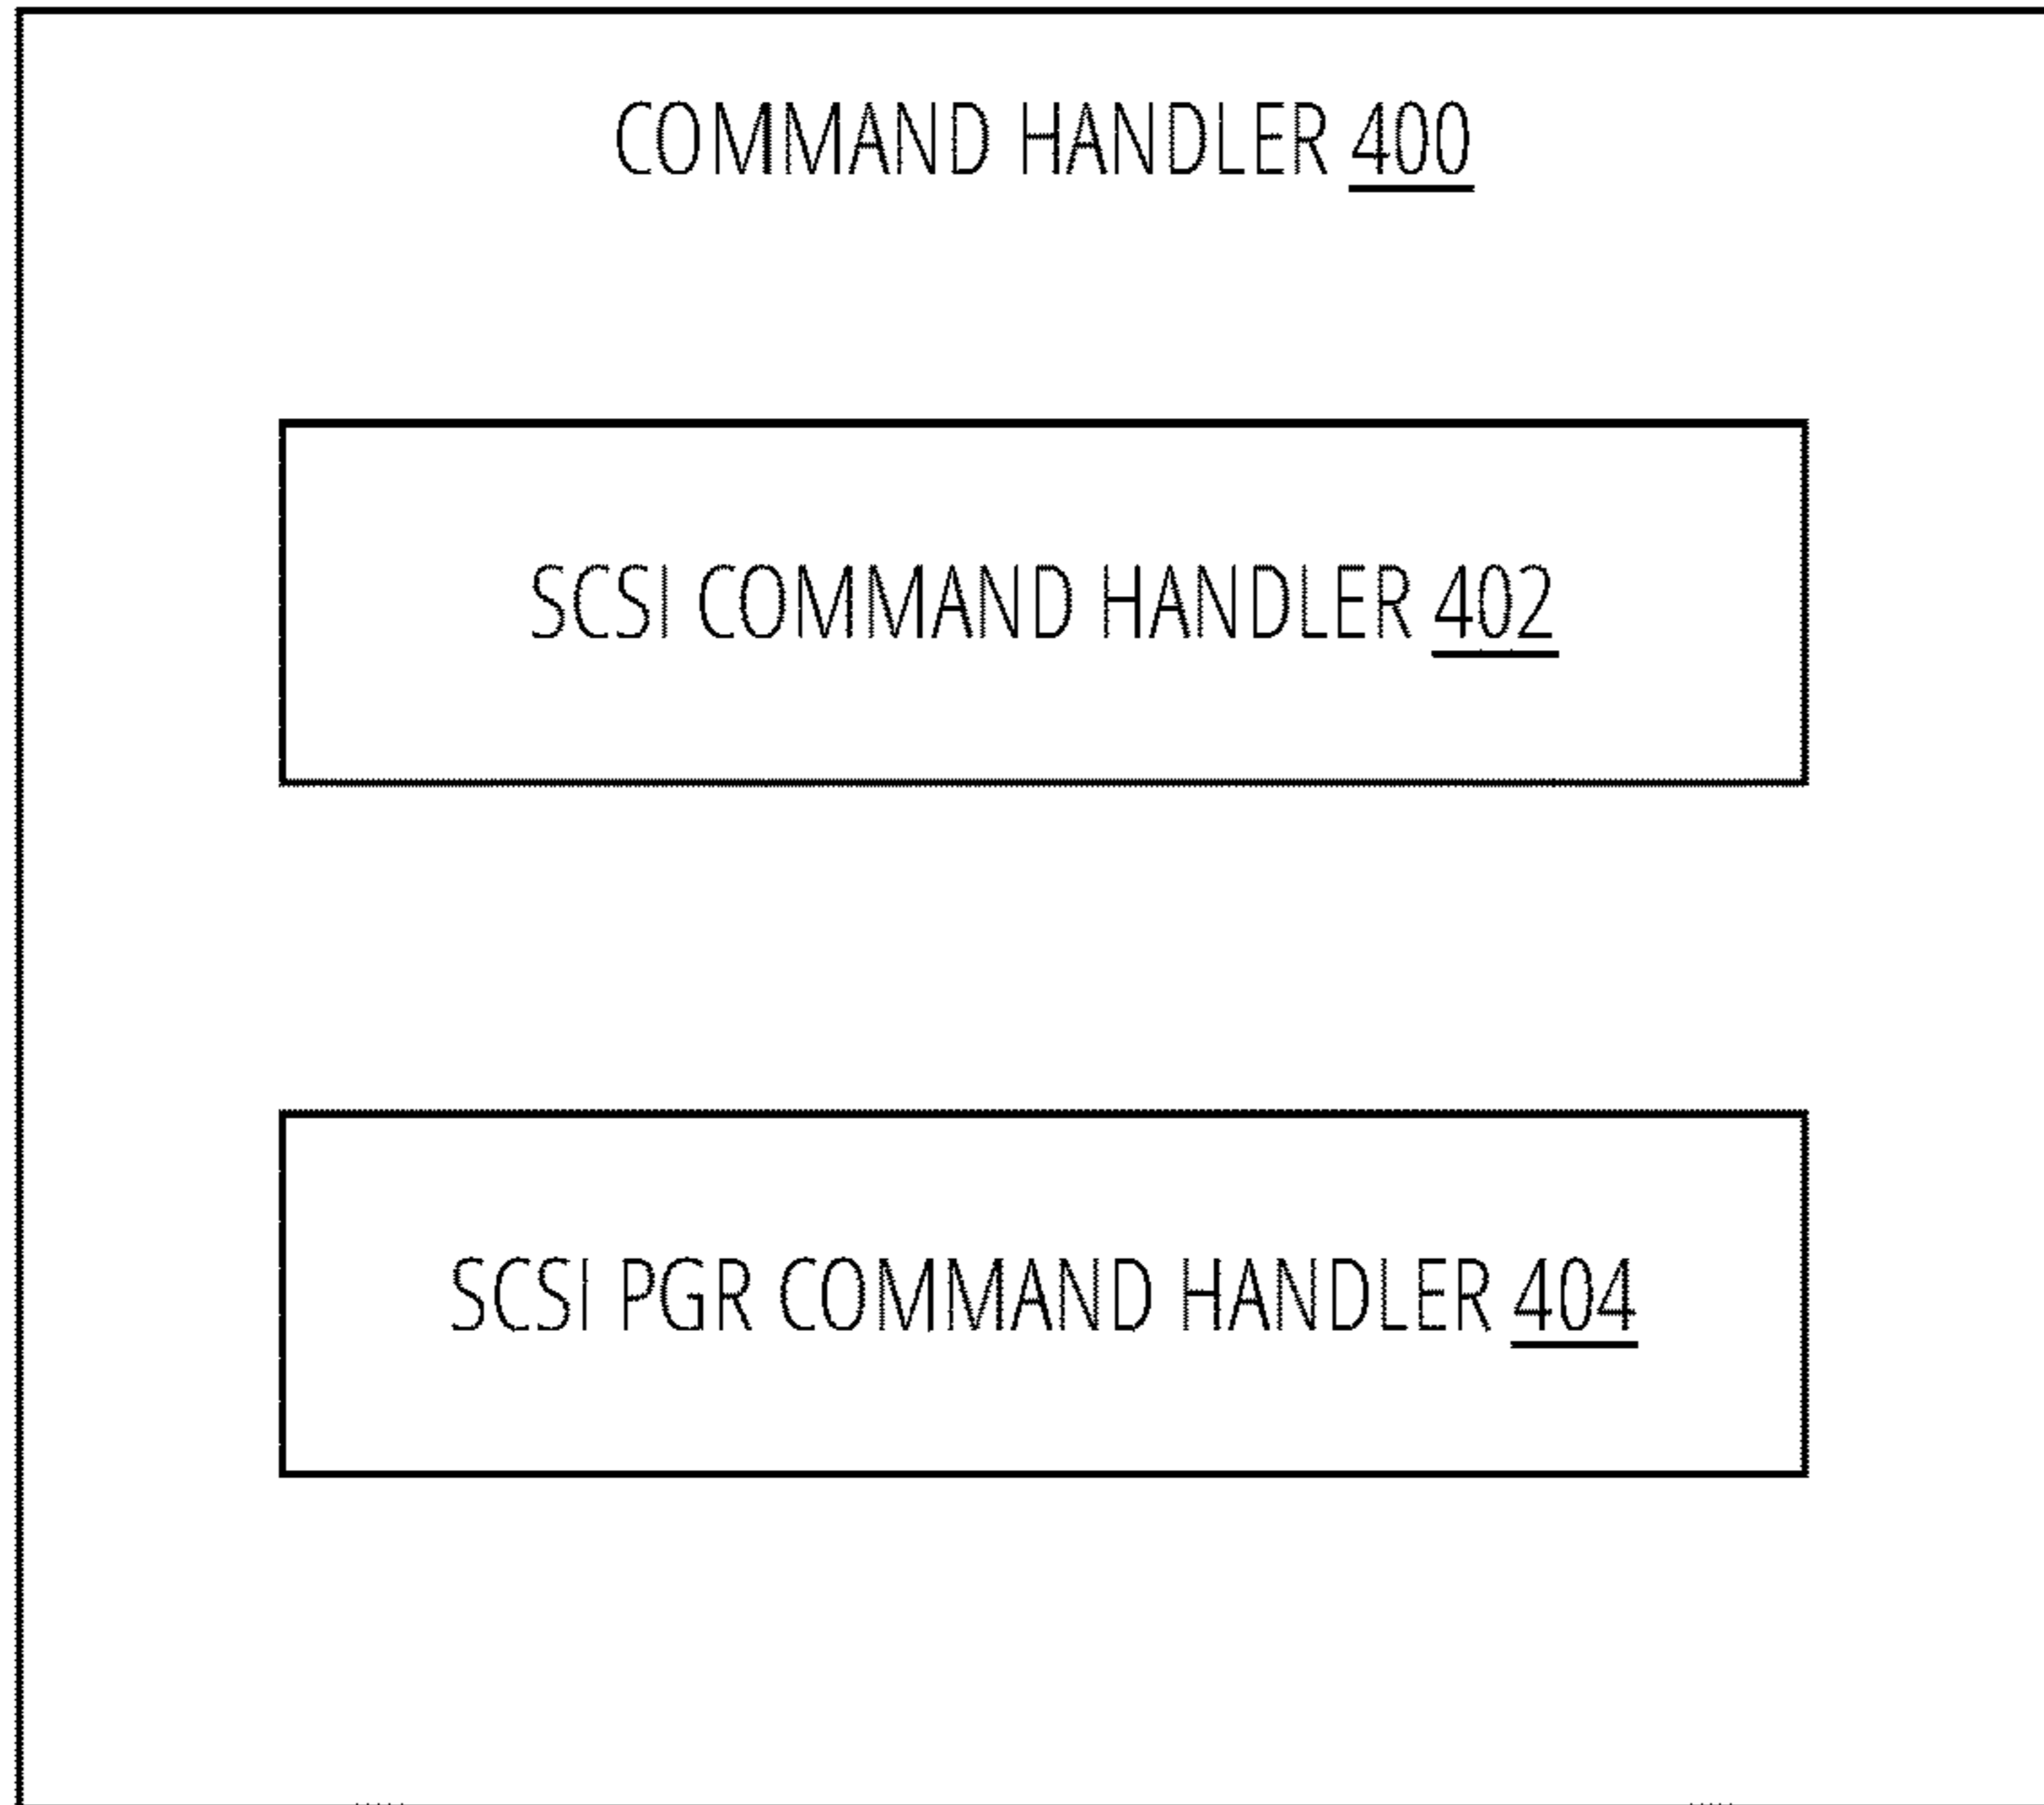 COMMAND HANDLER 400
SCSI COMMAND HANDLER 402
SCSI PGR COMMAND HANDLER 404